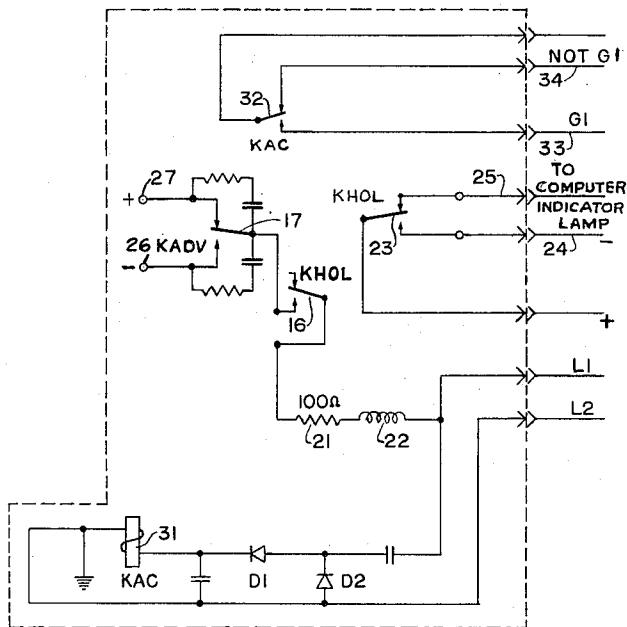 NOT G1
34
32
KAC
G1
33
27
+
17
26 KADV
-
KHOL
25
23
TO
COMPUTER
INDICATOR
LAMP
24
-
KHOL
16
+
L1
100Ω
21
22
L2
31
KAC
D1
D2